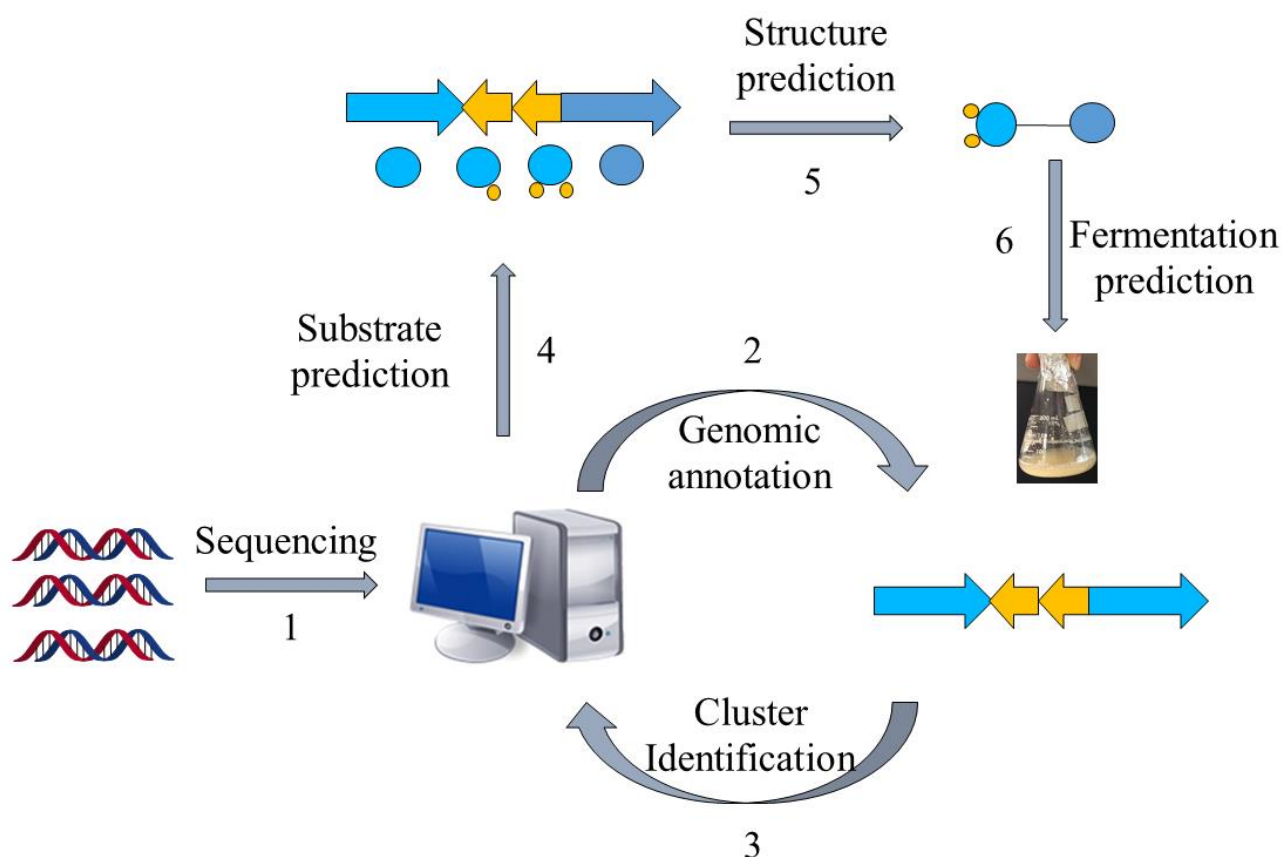 Structure
prediction
5
6
Fermentation
prediction
Substrate
prediction
4
2
Genomic
annotation
Sequencing
1
Cluster
Identification
3